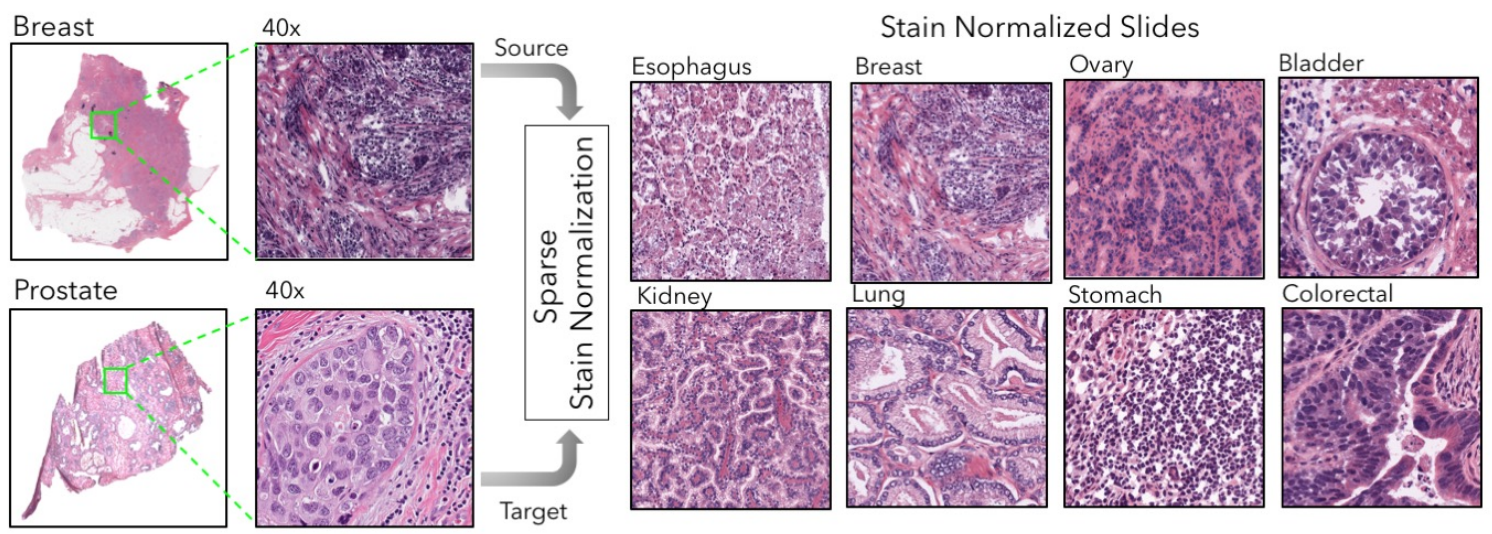 Breast
40x
Source
Prostate
40x
Target
Sparse
Stain Normalization
Stain Normalized Slides
Esophagus
Breast
Ovary
Bladder
Kidney
Lung
Stomach
Colorectal